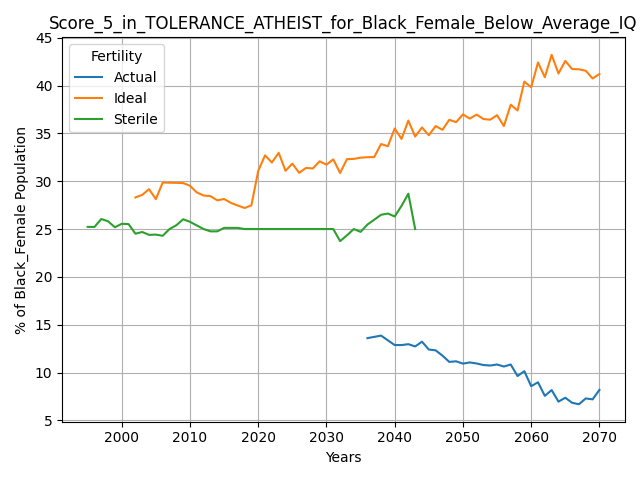 Score_5_in_TOLERANCE_ATHEIST_for_Black_Female_Below_Average_IQ
Fertility
Actual
Ideal
Sterile
% of Black_Female Population
45
40
35
30
25
20
15
10
5
2000 2010 2020 2030 2040 2050 2060 2070
Years